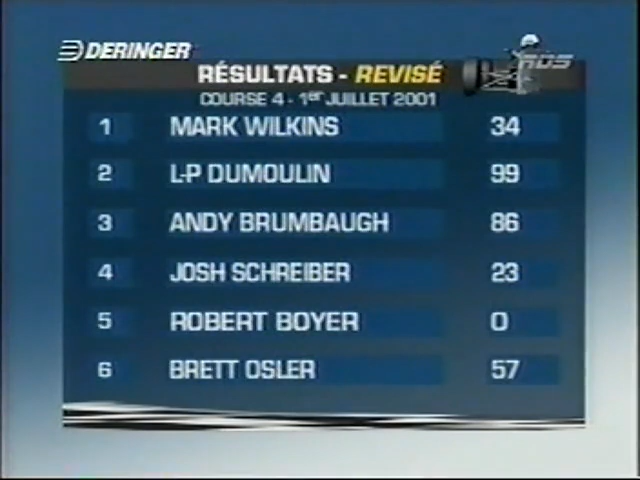 DERINGER
RDS
RÉSULTATS - REVISÉ
COURSE 4 - 1er JUILLET 2001
1 MARK WILKINS 34
2 L-P DUMOULIN 99
3 ANDY BRUMBAUGH 86
4 JOSH SCHREIBER 23
5 ROBERT BOYER 0
6 BRETT OSLER 57